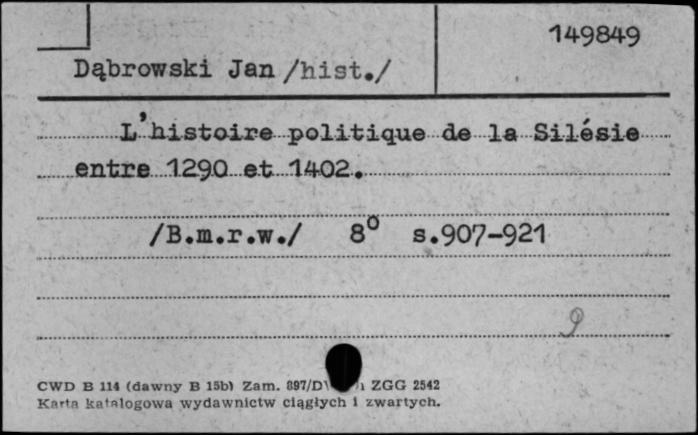 149849
Dąbrowski Jan /hist./
L'histoire politique de la Silésie
entre 1290 et 1402.
/B.m.r.w./ 8° s.907-921
9
CWD B 114 (dawny B 15b) Zam. 897/D ZGG 2542
Karta katalogowa wydawnictw ciągłych i zwartych.